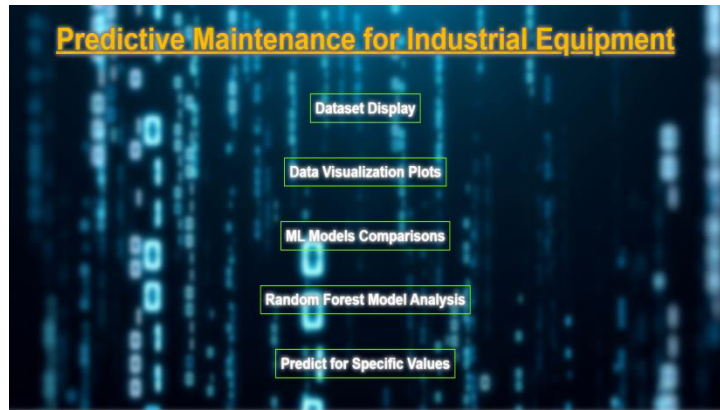 Predictive Maintenance for Industrial Equipment
Dataset Display
Data Visualization Plots
ML Models Comparisons
Random Forest Model Analysis
Predict for Specific Values